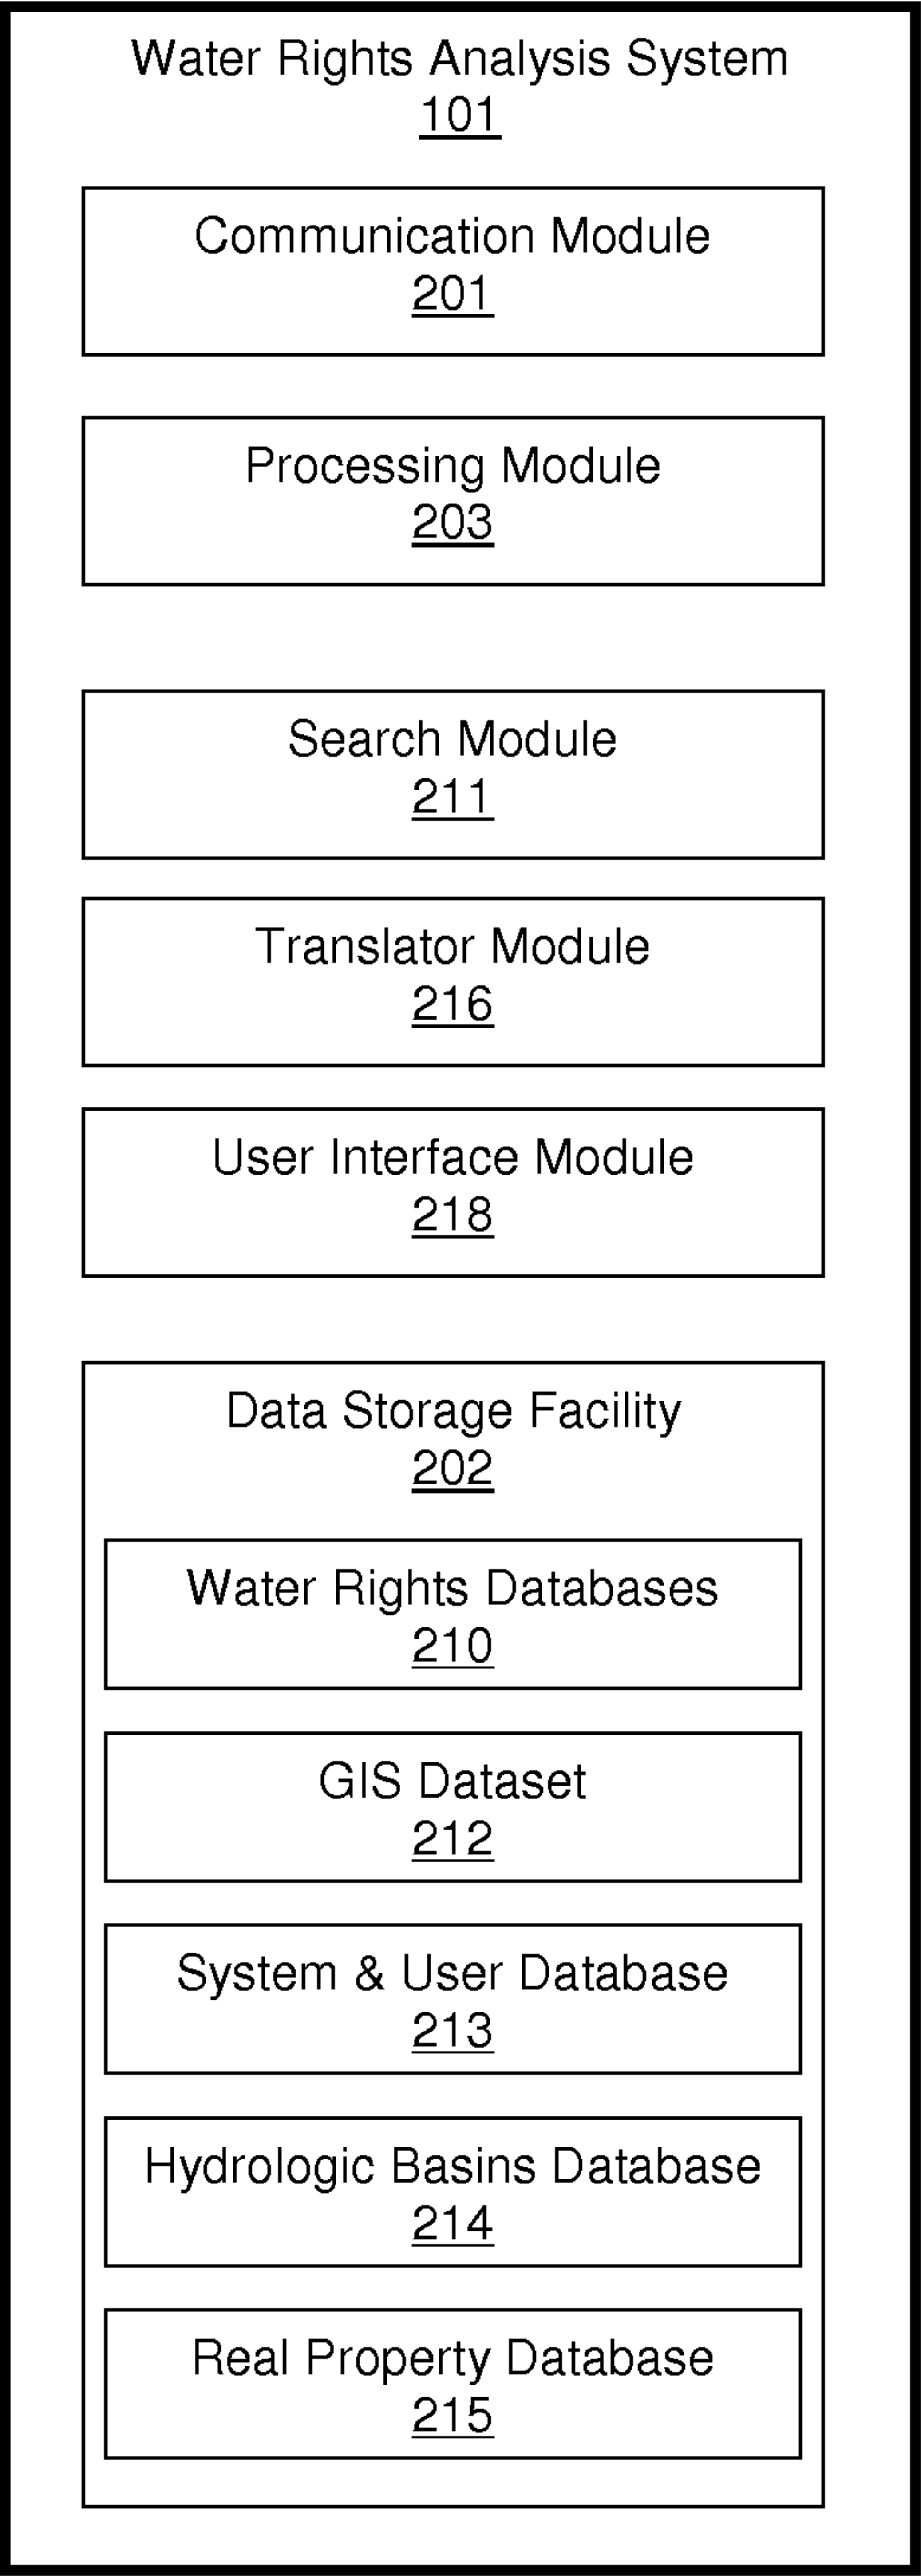 Water Rights Analysis System
101
Communication Module
201
Processing Module
203
Search Module
211
Translator Module
216
User Interface Module
218
Data Storage Facility
202
Water Rights Databases
210
GIS Dataset
212
System & User Database
213
Hydrologic Basins Database
214
Real Property Database
215